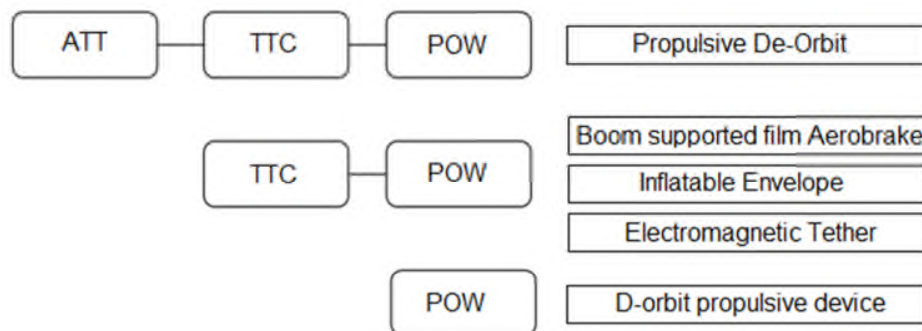 ATT TTC POW Propulsive De-Orbit
Boom supported film Aerobrake
TTC POW Inflatable Envelope
Electromagnetic Tether
POW D-orbit propulsive device